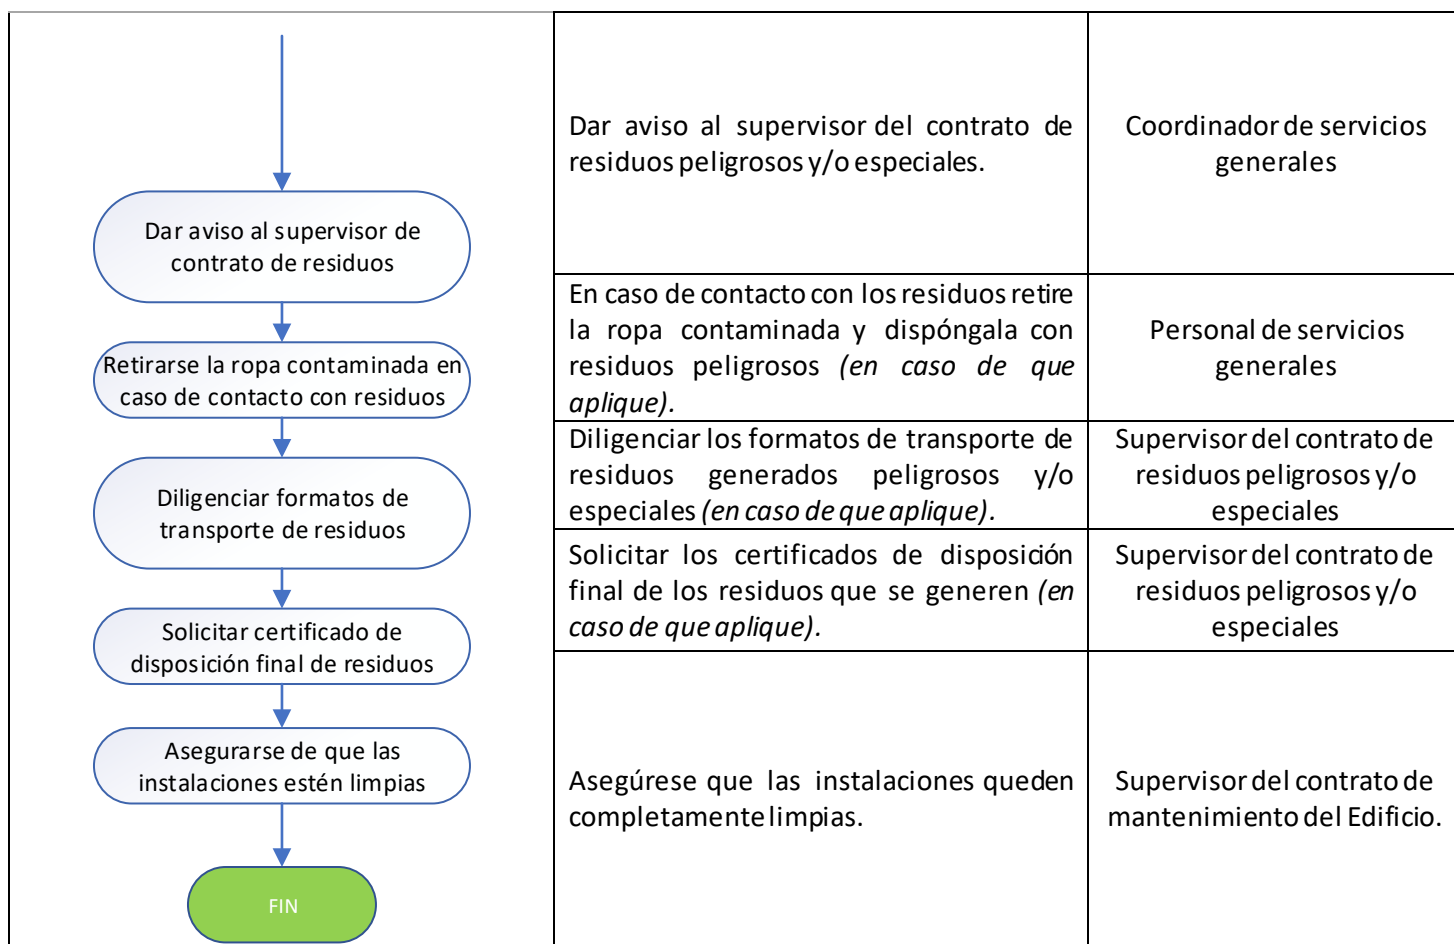 Dar aviso al supervisor de
contrato de residuos
Dar aviso al supervisor del contrato de
residuos peligrosos y/o especiales.
Coordinador de servicios
generales
Retirarse la ropa contaminada en
caso de contacto con residuos
En caso de contacto con los residuos retire
la ropa contaminada y dispóngala con
residuos peligrosos (en caso de que
aplique).
Personal de servicios
generales
Diligenciar formatos de
transporte de residuos
Diligenciar los formatos de transporte de
residuos generados peligrosos y/o
especiales (en caso de que aplique).
Supervisor del contrato de
residuos peligrosos y/o
especiales
Solicitar certificado de
disposición final de residuos
Solicitar los certificados de disposición
final de los residuos que se generen (en
caso de que aplique).
Supervisor del contrato de
residuos peligrosos y/o
especiales
Asegurarse de que las
instalaciones estén limpias
Asegúrese que las instalaciones queden
completamente limpias.
Supervisor del contrato de
mantenimiento del Edificio.
FIN